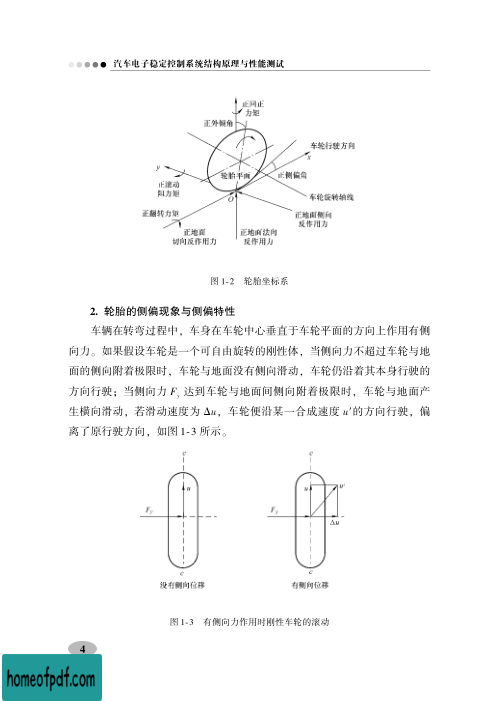 汽车电子稳定控制系统结构原理与性能测试
正回正
力矩
正外倾角
车轮行驶方向
x
y
轮胎平面
正侧偏角
正滚动
阻力矩
O
车轮旋转轴线
正翻转力矩
正地面侧向
反作用力
正地面
切向反作用力
正地面法向
反作用力
图 1-2 轮胎坐标系
2. 轮胎的侧偏现象与侧偏特性
车辆在转弯过程中，车身在车轮中心垂直于车轮平面的方向上作用有侧
向力。如果假设车轮是一个可自由旋转的刚性体，当侧向力不超过车轮与地
面的侧向附着极限时，车轮与地面没有侧向滑动，车轮仍沿着其本身行驶的
方向行驶；当侧向力 Fy 达到车轮与地面间侧向附着极限时，车轮与地面产
生横向滑动，若滑动速度为 Δu，车轮便沿某一合成速度 u′的方向行驶，偏
离了原行驶方向，如图 1-3 所示。
c
c
u
u
u'
Fy
Fy
Δu
c
c
没有侧向位移
有侧向位移
图 1-3 有侧向力作用时刚性车轮的滚动
4
homeofpdf.com